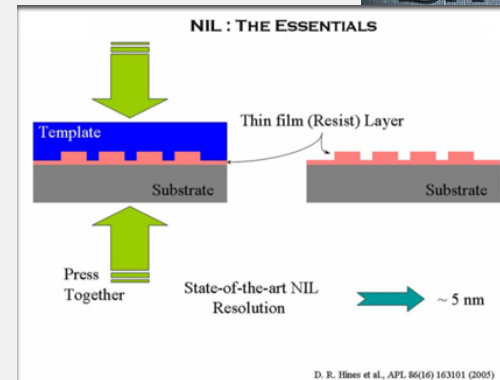 NIL : THE ESSENTIALS
Template
Thin film (Resist) Layer
Substrate
Substrate
Press
Together
State-of-the-art NIL
Resolution
~ 5 nm
D. R. Hines et al., APL 86(16) 163101 (2005)